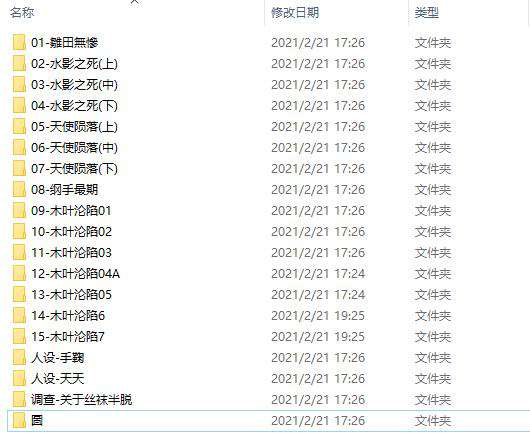 名称 修改日期 类型
01-雛田無慘 2021/2/21 17:26 文件夹
02-水影之死(上) 2021/2/21 17:26 文件夹
03-水影之死(中) 2021/2/21 17:26 文件夹
04-水影之死(下) 2021/2/21 17:26 文件夹
05-天使陨落(上) 2021/2/21 17:26 文件夹
06-天使陨落(中) 2021/2/21 17:26 文件夹
07-天使陨落(下) 2021/2/21 17:26 文件夹
08-纲手最期 2021/2/21 17:26 文件夹
09-木叶沦陷01 2021/2/21 17:26 文件夹
10-木叶沦陷02 2021/2/21 17:26 文件夹
11-木叶沦陷03 2021/2/21 17:26 文件夹
12-木叶沦陷04A 2021/2/21 17:24 文件夹
13-木叶沦陷05 2021/2/21 17:24 文件夹
14-木叶沦陷6 2021/2/21 19:25 文件夹
15-木叶沦陷7 2021/2/21 19:25 文件夹
人设-手鞠 2021/2/21 17:26 文件夹
人设-天天 2021/2/21 17:26 文件夹
调查-关于丝袜半脱 2021/2/21 17:26 文件夹
圆 2021/2/21 17:26 文件夹